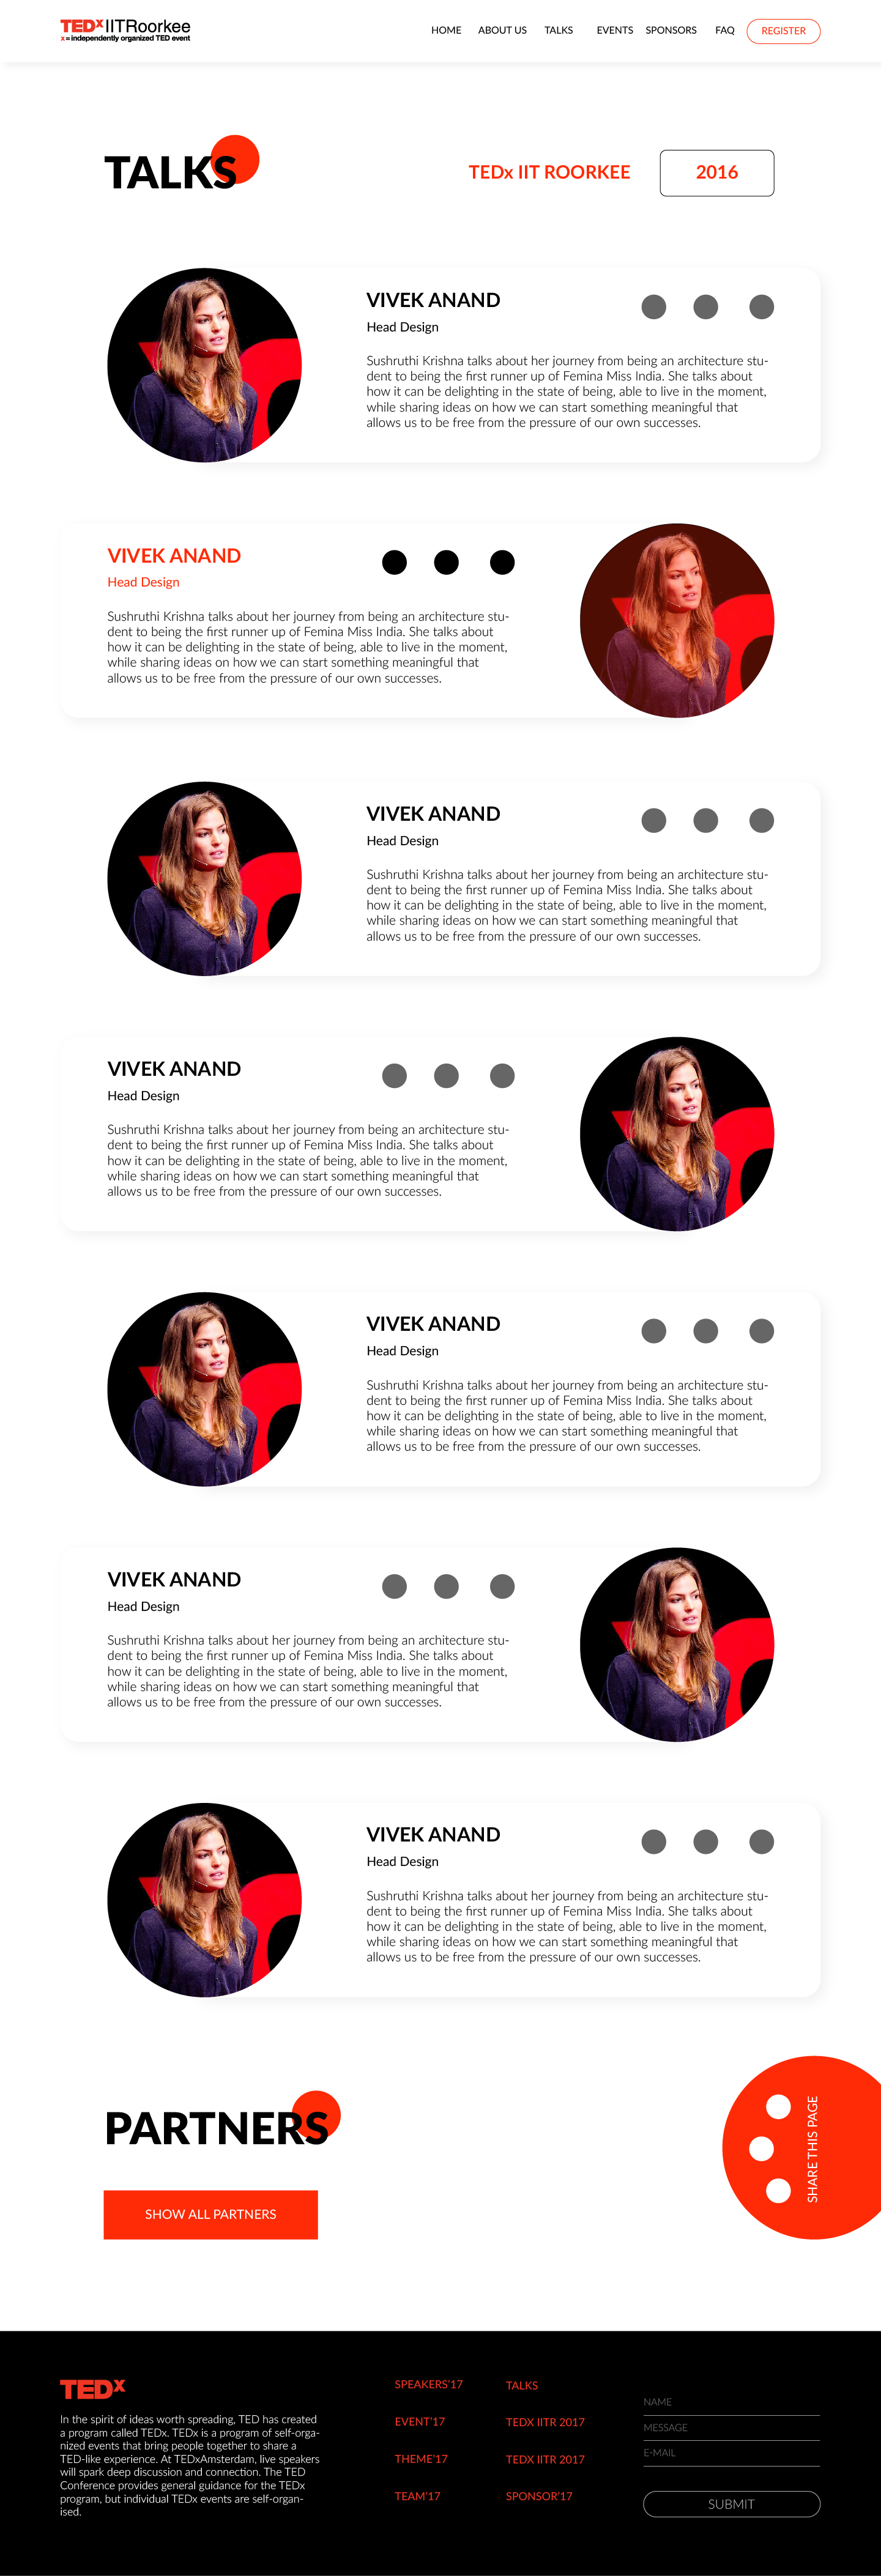 TEDxIITRoorkee
x = independently organized TED event
HOME ABOUT US TALKS EVENTS SPONSORS FAQ REGISTER
TALKS
TEDx IIT ROORKEE 2016
VIVEK ANAND
Head Design
Sushruthi Krishna talks about her journey from being an architecture stu-
dent to being the first runner up of Femina Miss India. She talks about
how it can be delighting in the state of being, able to live in the moment,
while sharing ideas on how we can start something meaningful that
allows us to be free from the pressure of our own successes.
VIVEK ANAND
Head Design
Sushruthi Krishna talks about her journey from being an architecture stu-
dent to being the first runner up of Femina Miss India. She talks about
how it can be delighting in the state of being, able to live in the moment,
while sharing ideas on how we can start something meaningful that
allows us to be free from the pressure of our own successes.
VIVEK ANAND
Head Design
Sushruthi Krishna talks about her journey from being an architecture stu-
dent to being the first runner up of Femina Miss India. She talks about
how it can be delighting in the state of being, able to live in the moment,
while sharing ideas on how we can start something meaningful that
allows us to be free from the pressure of our own successes.
VIVEK ANAND
Head Design
Sushruthi Krishna talks about her journey from being an architecture stu-
dent to being the first runner up of Femina Miss India. She talks about
how it can be delighting in the state of being, able to live in the moment,
while sharing ideas on how we can start something meaningful that
allows us to be free from the pressure of our own successes.
VIVEK ANAND
Head Design
Sushruthi Krishna talks about her journey from being an architecture stu-
dent to being the first runner up of Femina Miss India. She talks about
how it can be delighting in the state of being, able to live in the moment,
while sharing ideas on how we can start something meaningful that
allows us to be free from the pressure of our own successes.
VIVEK ANAND
Head Design
Sushruthi Krishna talks about her journey from being an architecture stu-
dent to being the first runner up of Femina Miss India. She talks about
how it can be delighting in the state of being, able to live in the moment,
while sharing ideas on how we can start something meaningful that
allows us to be free from the pressure of our own successes.
VIVEK ANAND
Head Design
Sushruthi Krishna talks about her journey from being an architecture stu-
dent to being the first runner up of Femina Miss India. She talks about
how it can be delighting in the state of being, able to live in the moment,
while sharing ideas on how we can start something meaningful that
allows us to be free from the pressure of our own successes.
PARTNERS
SHOW ALL PARTNERS
SHARE THIS PAGE
TEDx
In the spirit of ideas worth spreading, TED has created
a program called TEDx. TEDx is a program of self-orga-
nized events that bring people together to share a
TED-like experience. At TEDxAmsterdam, live speakers
will spark deep discussion and connection. The TED
Conference provides general guidance for the TEDx
program, but individual TEDx events are self-organ-
ised.
SPEAKERS'17
EVENT'17
THEME'17
TEAM'17
TALKS
TEDX IITR 2017
TEDX IITR 2017
SPONSOR'17
NAME
MESSAGE
E-MAIL
SUBMIT